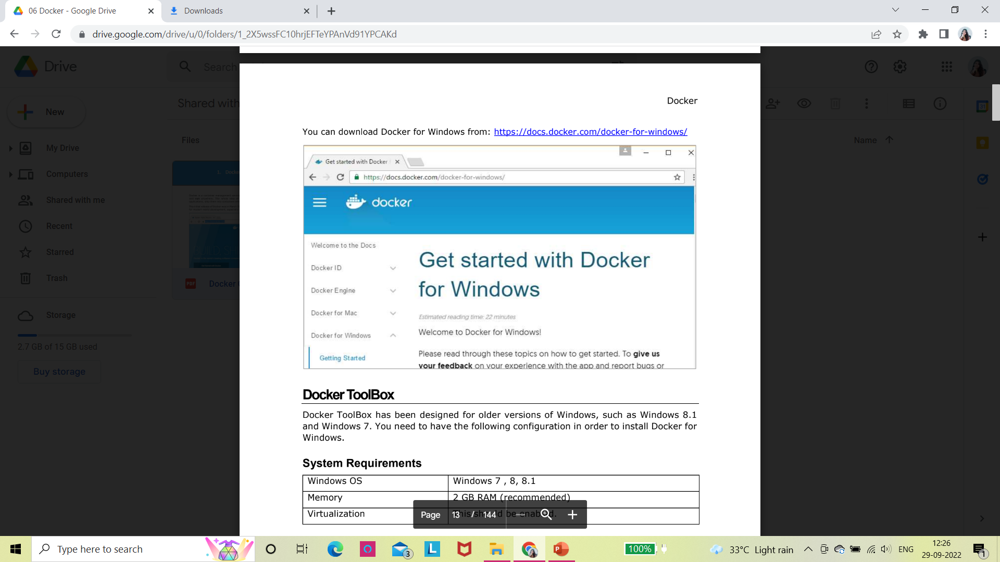 06 Docker - Google Drive
Downloads
drive.google.com/drive/u/0/folders/1_2X5wssFC10hrjEFTeYPAnVd91YPCAKd
Drive
Search
New
Shared with
Files
Name
My Drive
Computers
Shared with me
Recent
Starred
Trash
Storage
2.7 GB of 15 GB used
Buy storage
PDF
Docker
31
Docker
You can download Docker for Windows from: https://docs.docker.com/docker-for-windows/
Get started with Docker
https://docs.docker.com/docker-for-windows/
docker
Welcome to the Docs
Docker ID
Docker Engine
Docker for Mac
Docker for Windows
Getting Started
Get started with Docker
for Windows
Estimated reading time: 22 minutes
Welcome to Docker for Windows!
Please read through these topics on how to get started. To give us
your feedback on your experience with the app and report bugs or
Docker ToolBox
Docker ToolBox has been designed for older versions of Windows, such as Windows 8.1
and Windows 7. You need to have the following configuration in order to install Docker for
Windows.
System Requirements
Windows OS Windows 7 , 8, 8.1
Memory 2 GB RAM (recommended)
Virtualization This should be enabled.
Page 13 / 144
Type here to search
3
L
P
100%
33°C Light rain
ENG
12:26
29-09-2022
1